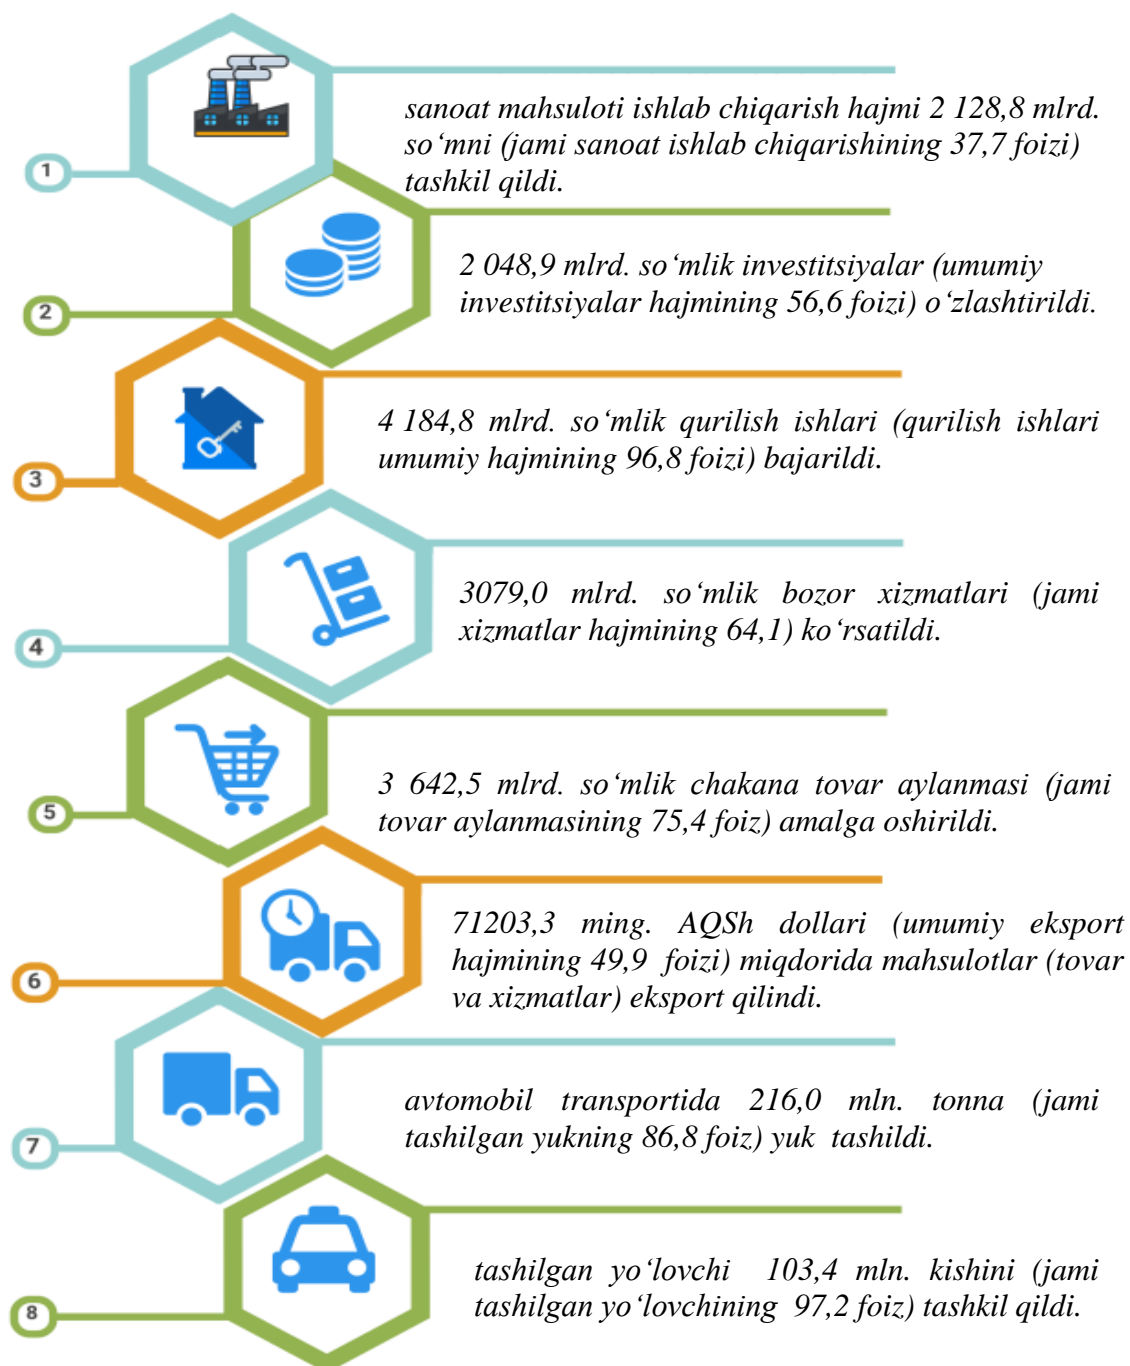 1
sanoat mahsuloti ishlab chiqarish hajmi 2 128,8 mlrd.
so‘mni (jami sanoat ishlab chiqarishining 37,7 foizi)
tashkil qildi.
2
2 048,9 mlrd. so‘mlik investitsiyalar (umumiy
investitsiyalar hajmining 56,6 foizi) o‘zlashtirildi.
3
4 184,8 mlrd. so‘mlik qurilish ishlari (qurilish ishlari
umumiy hajmining 96,8 foizi) bajarildi.
4
3079,0 mlrd. so‘mlik bozor xizmatlari (jami
xizmatlar hajmining 64,1) ko‘rsatildi.
5
3 642,5 mlrd. so‘mlik chakana tovar aylanmasi (jami
tovar aylanmasining 75,4 foiz) amalga oshirildi.
6
71203,3 ming. AQSh dollari (umumiy eksport
hajmining 49,9 foizi) miqdorida mahsulotlar (tovar
va xizmatlar) eksport qilindi.
7
avtomobil transportida 216,0 mln. tonna (jami
tashilgan yukning 86,8 foiz) yuk tashildi.
8
tashilgan yo‘lovchi 103,4 mln. kishini (jami
tashilgan yo‘lovchining 97,2 foiz) tashkil qildi.